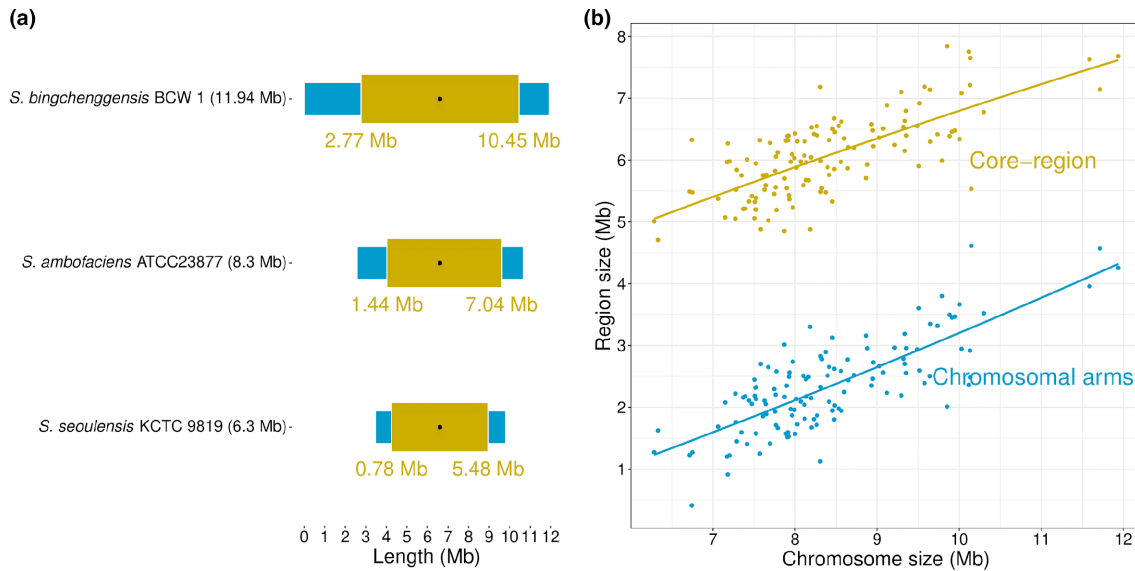 (a)
S. bingchenggensis BCW 1 (11.94 Mb)
2.77 Mb 10.45 Mb
S. ambofaciens ATCC23877 (8.3 Mb)
1.44 Mb 7.04 Mb
S. seoulensis KCTC 9819 (6.3 Mb)
0.78 Mb 5.48 Mb
0 1 2 3 4 5 6 7 8 9 10 11 12
Length (Mb)
(b)
8
7
6
5
4
3
2
1
Region size (Mb)
Core-region
Chromosomal arms
7 8 9 10 11 12
Chromosome size (Mb)